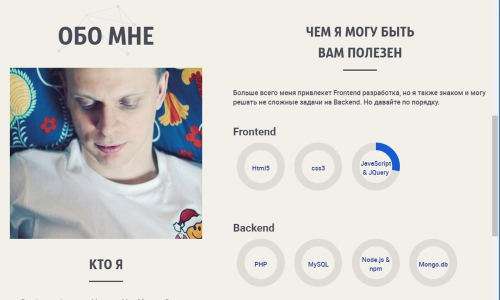 ОБО МНЕ
КТО Я
ЧЕМ Я МОГУ БЫТЬ
ВАМ ПОЛЕЗЕН
Больше всего меня привлекет Frontend разработка, но я также знаком и могу
решать не сложные задачи на Backend. Но давайте по порядку.
Frontend
Html5
css3
JavaScript
& JQuery
Backend
PHP
MySQL
Node.js &
npm
Mongo.db